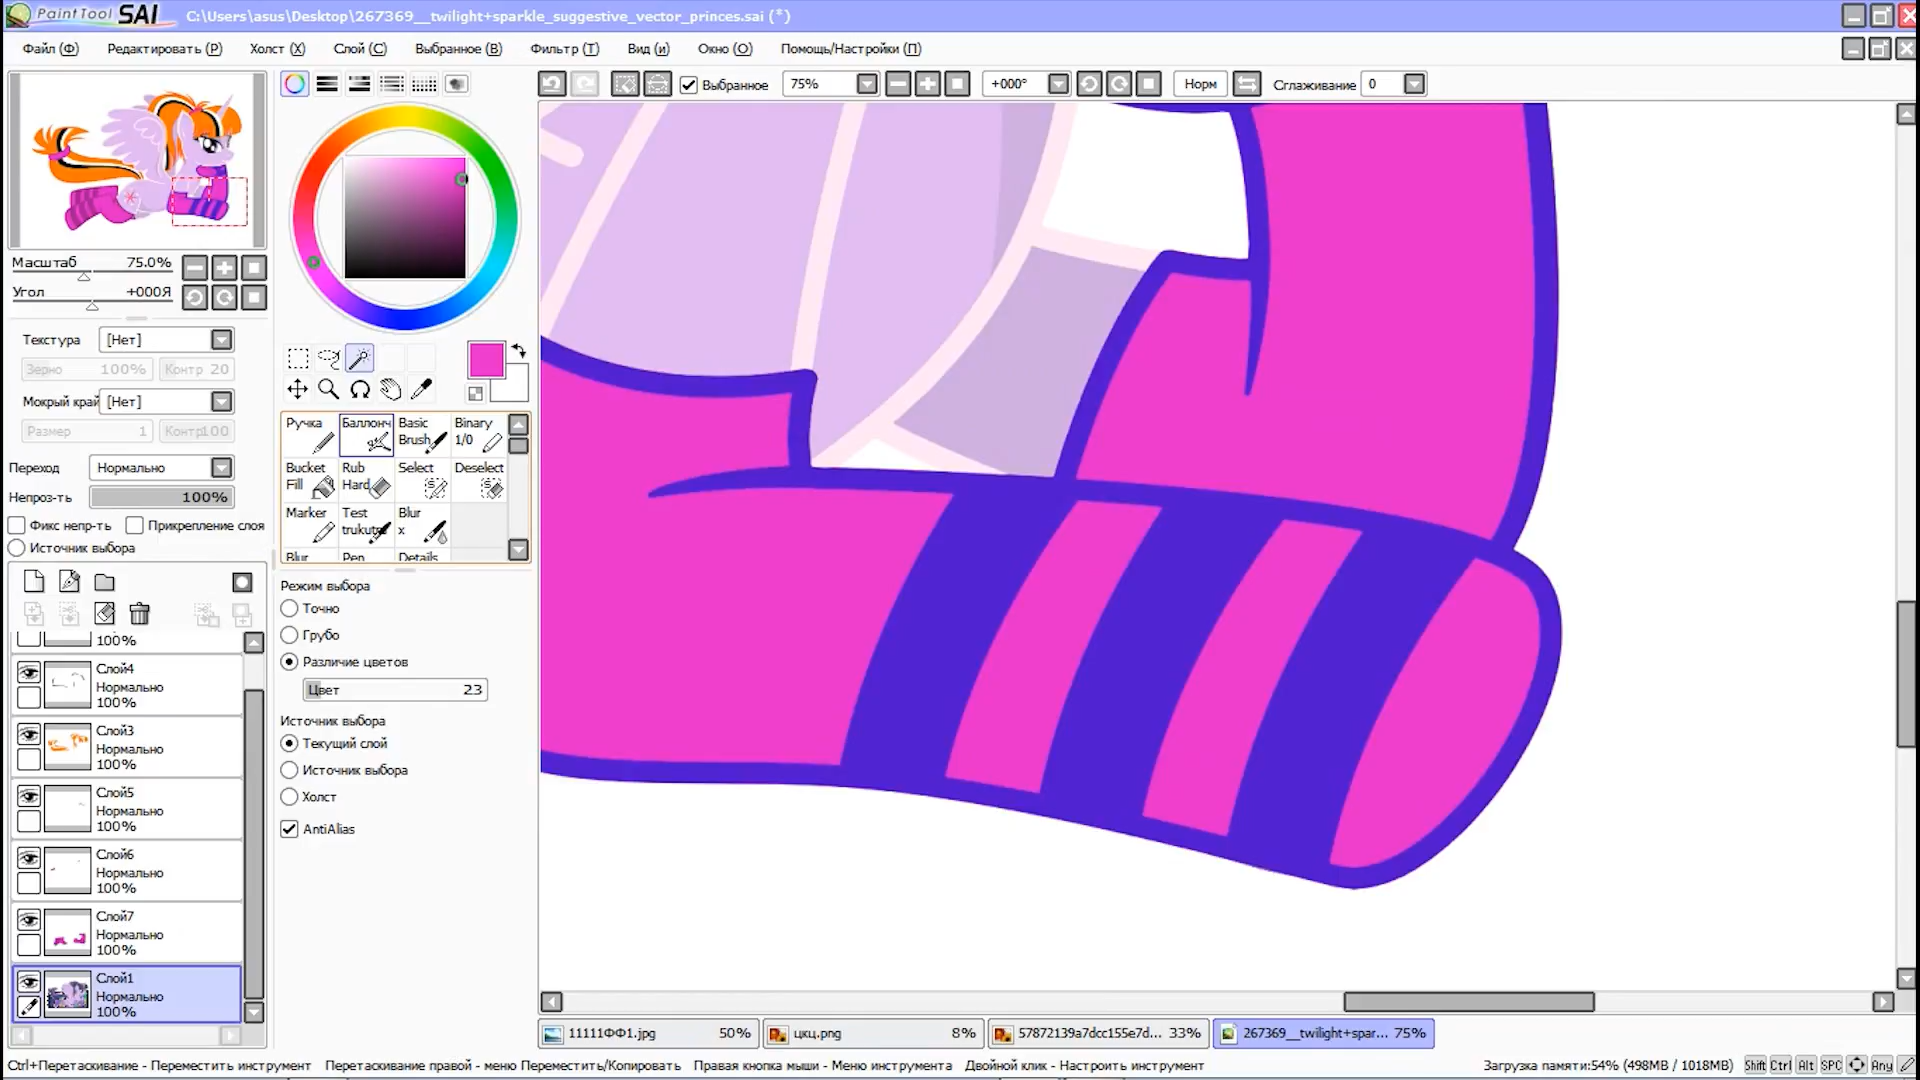 PaintTool SAI
C:\Users\asus\Desktop\267369__twilight+sparkle_suggestive_vector_princes.sai (*)
Файл (Ф) Редактировать (Р) Холст (X) Слой (С) Выбранное (В) Фильтр (Т) Вид (и) Окно (О) Помощь/Настройки (П)
Выбранное 75% +000° Норм Сглаживание 0
Масштаб 75.0%
Угол +000Я
Текстура [Нет]
Зерно 100% Контр 20
Мокрый край [Нет]
Размер 1 Контр100
Переход Нормально
Непроз-ть 100%
Фикс непр-ть Прикрепление слоя
Источник выбора
100%
Слой4
Нормально
100%
Слой3
Нормально
100%
Слой5
Нормально
100%
Слой6
Нормально
100%
Слой7
Нормально
100%
Слой1
Нормально
100%
Ручка Баллонч Basic Brush Binary 1/0
Bucket Fill Rub Hard Select Deselect
Marker Test Blur x
Blur Pen Details
Режим выбора
Точно
Грубо
Различие цветов
Цвет 23
Источник выбора
Текущий слой
Источник выбора
Холст
AntiAlias
11111ФФ1.jpg 50% цкц.png 8% 57872139a7dcc155e7d... 33% 267369__twilight+spar... 75%
Ctrl+Перетаскивание - Переместить инструмент Перетаскивание правой - меню Переместить/Копировать Правая кнопка мыши - Меню инструмента Двойной клик - Настроить инструмент Загрузка памяти:54% (498MB / 1018MB) Shift Ctrl Alt SPC Any